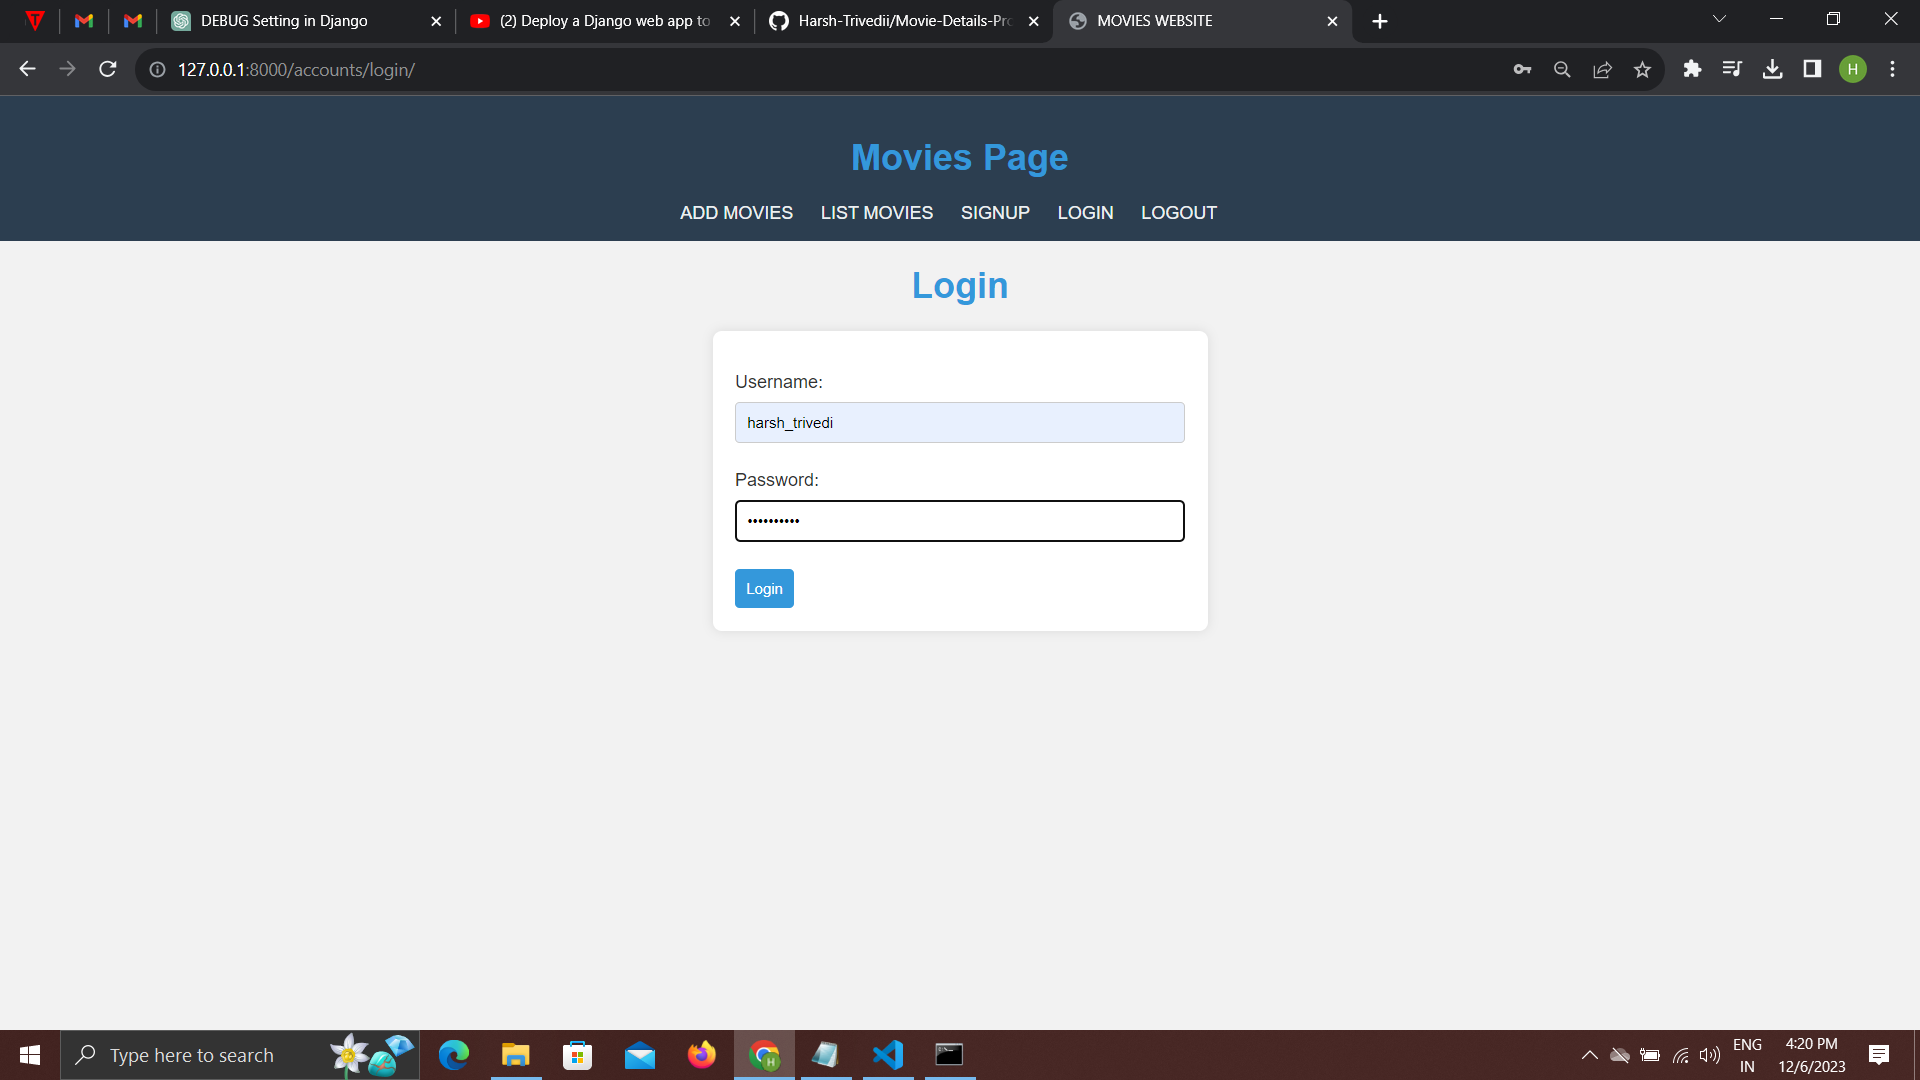 DEBUG Setting in Django
(2) Deploy a Django web app to
Harsh-Trivedii/Movie-Details-Pro
MOVIES WEBSITE
127.0.0.1:8000/accounts/login/
H
Movies Page
ADD MOVIES LIST MOVIES SIGNUP LOGIN LOGOUT
Login
Username:
harsh_trivedi
Password:
••••••••••
Login
Type here to search
H
ENG
IN
4:20 PM
12/6/2023